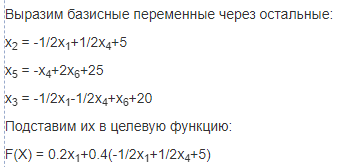 Выразим базисные переменные через остальные:
x₂ = -1/2x₁+1/2x₄+5
x₅ = -x₄+2x₆+25
x₃ = -1/2x₁-1/2x₄+x₆+20
Подставим их в целевую функцию:
F(X) = 0.2x₁+0.4(-1/2x₁+1/2x₄+5)